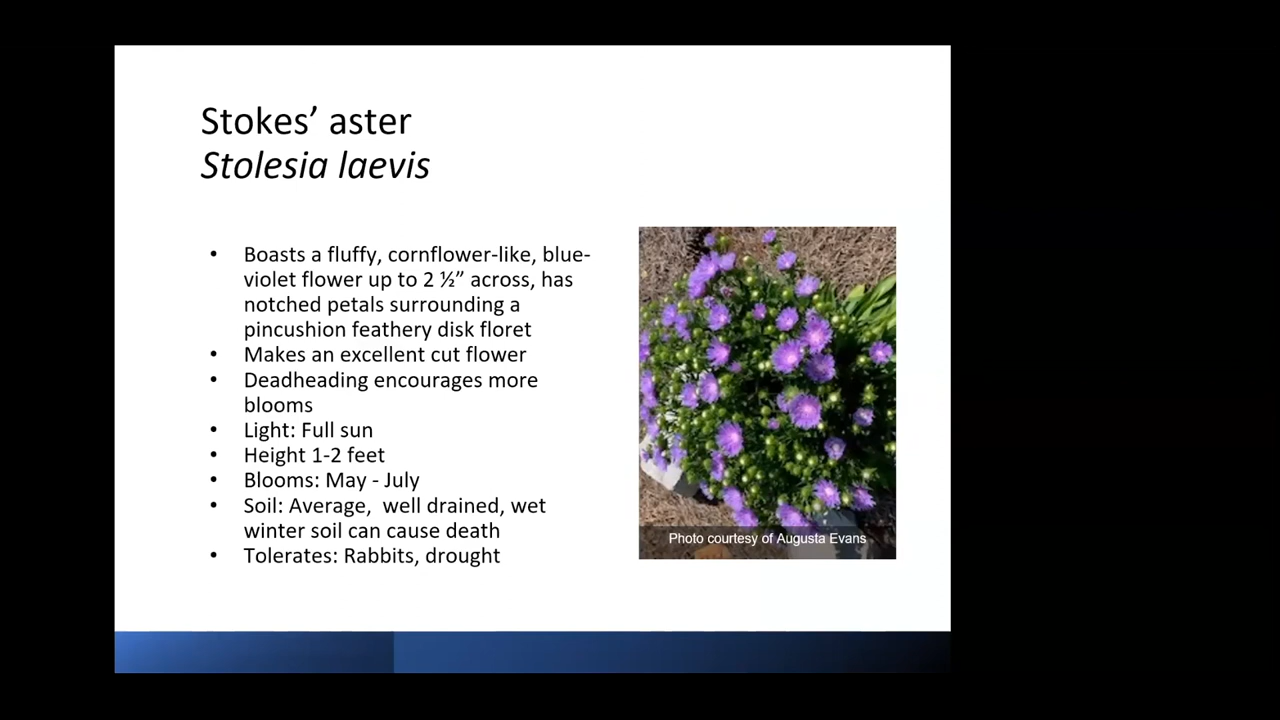 Stokes’ aster
Stolesia laevis
• Boasts a fluffy, cornflower-like, blue-
violet flower up to 2 ½” across, has
notched petals surrounding a
pincushion feathery disk floret
• Makes an excellent cut flower
• Deadheading encourages more
blooms
• Light: Full sun
• Height 1-2 feet
• Blooms: May - July
• Soil: Average,  well drained, wet
winter soil can cause death
• Tolerates: Rabbits, drought
Photo courtesy of Augusta Evans